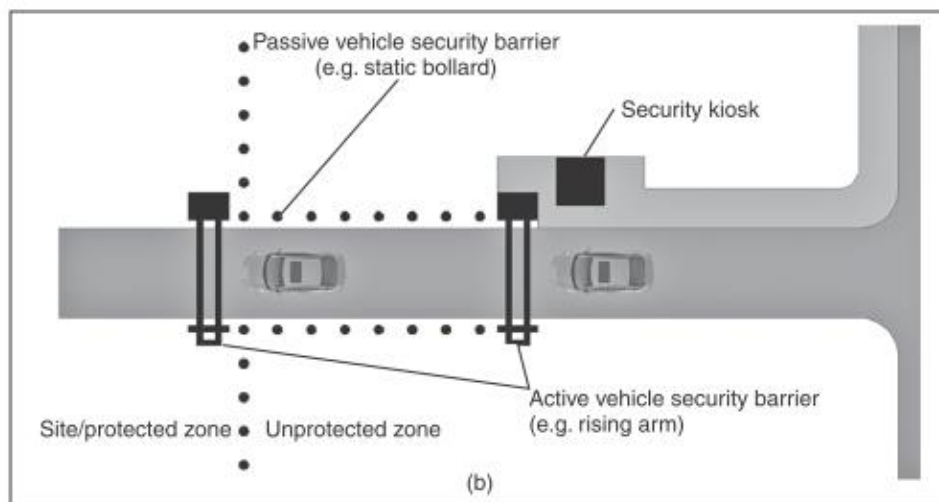 Passive vehicle security barrier
(e.g. static bollard)
Security kiosk
Active vehicle security barrier
(e.g. rising arm)
Site/protected zone
Unprotected zone
(b)